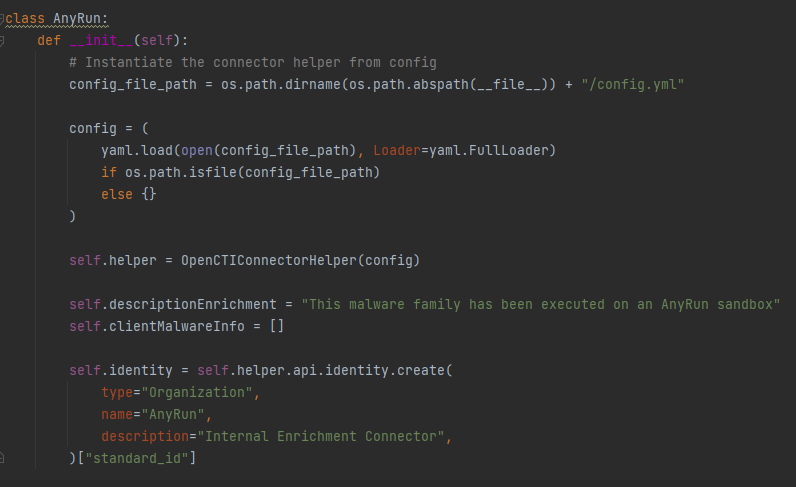 class AnyRun:
    def __init__(self):
        # Instantiate the connector helper from config
        config_file_path = os.path.dirname(os.path.abspath(__file__)) + "/config.yml"

        config = (
            yaml.load(open(config_file_path), Loader=yaml.FullLoader)
            if os.path.isfile(config_file_path)
            else {}
        )

        self.helper = OpenCTIConnectorHelper(config)

        self.descriptionEnrichment = "This malware family has been executed on an AnyRun sandbox"
        self.clientMalwareInfo = []

        self.identity = self.helper.api.identity.create(
            type="Organization",
            name="AnyRun",
            description="Internal Enrichment Connector",
        )["standard_id"]